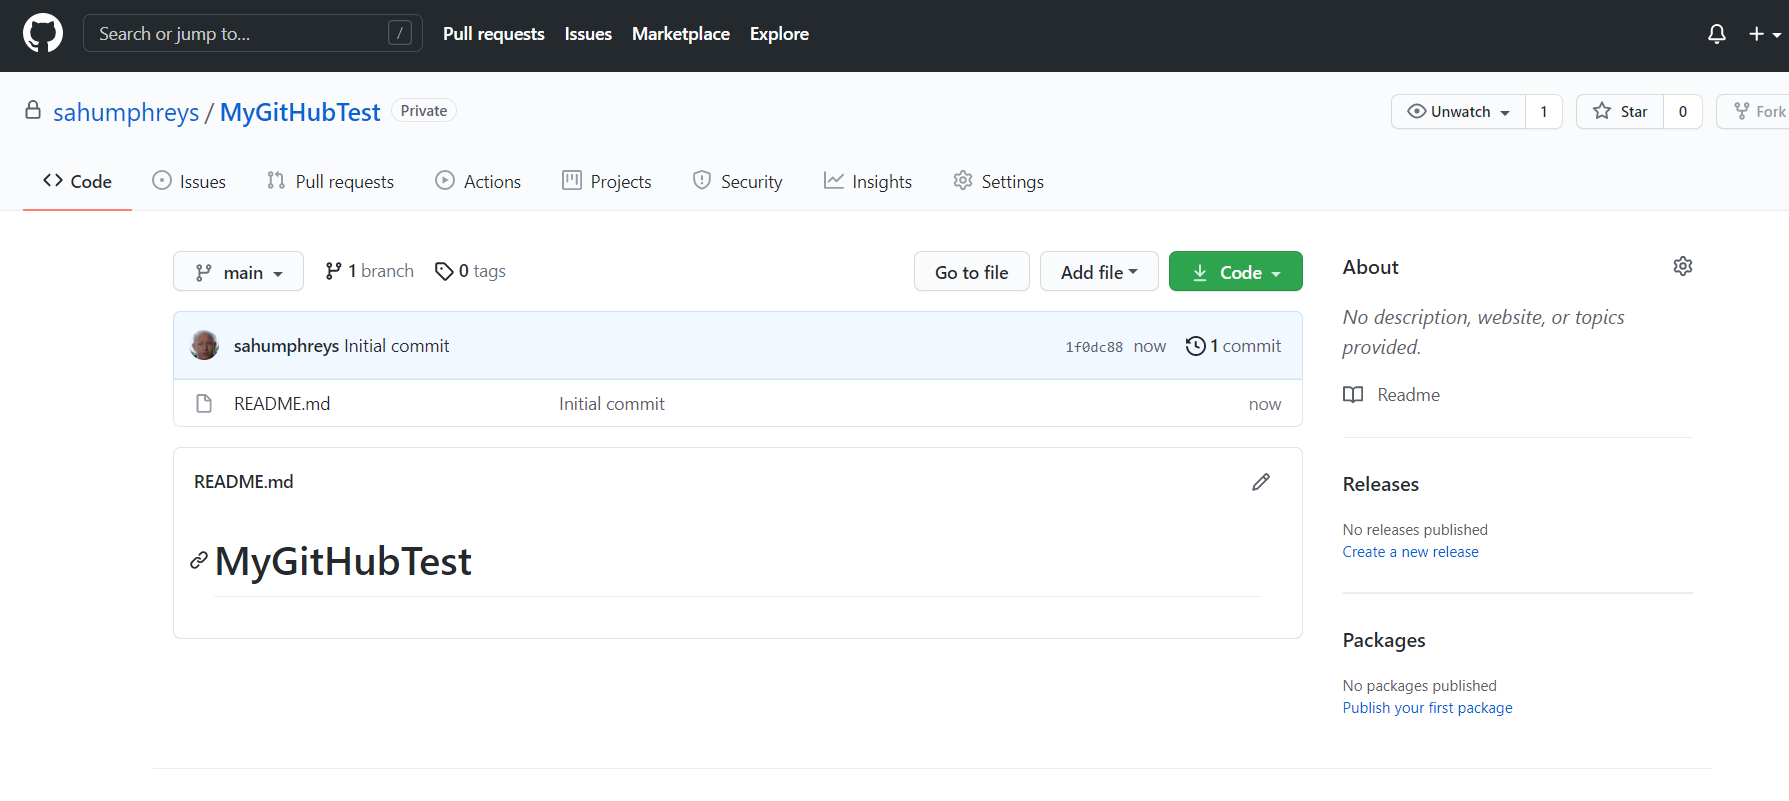 Search or jump to... /
Pull requests Issues Marketplace Explore
sahumphreys / MyGitHubTest Private
Unwatch 1 Star 0 Fork
Code Issues Pull requests Actions Projects Security Insights Settings
main 1 branch 0 tags Go to file Add file Code
sahumphreys Initial commit 1f0dc88 now 1 commit
README.md Initial commit now
README.md
MyGitHubTest
About
No description, website, or topics
provided.
Readme
Releases
No releases published
Create a new release
Packages
No packages published
Publish your first package